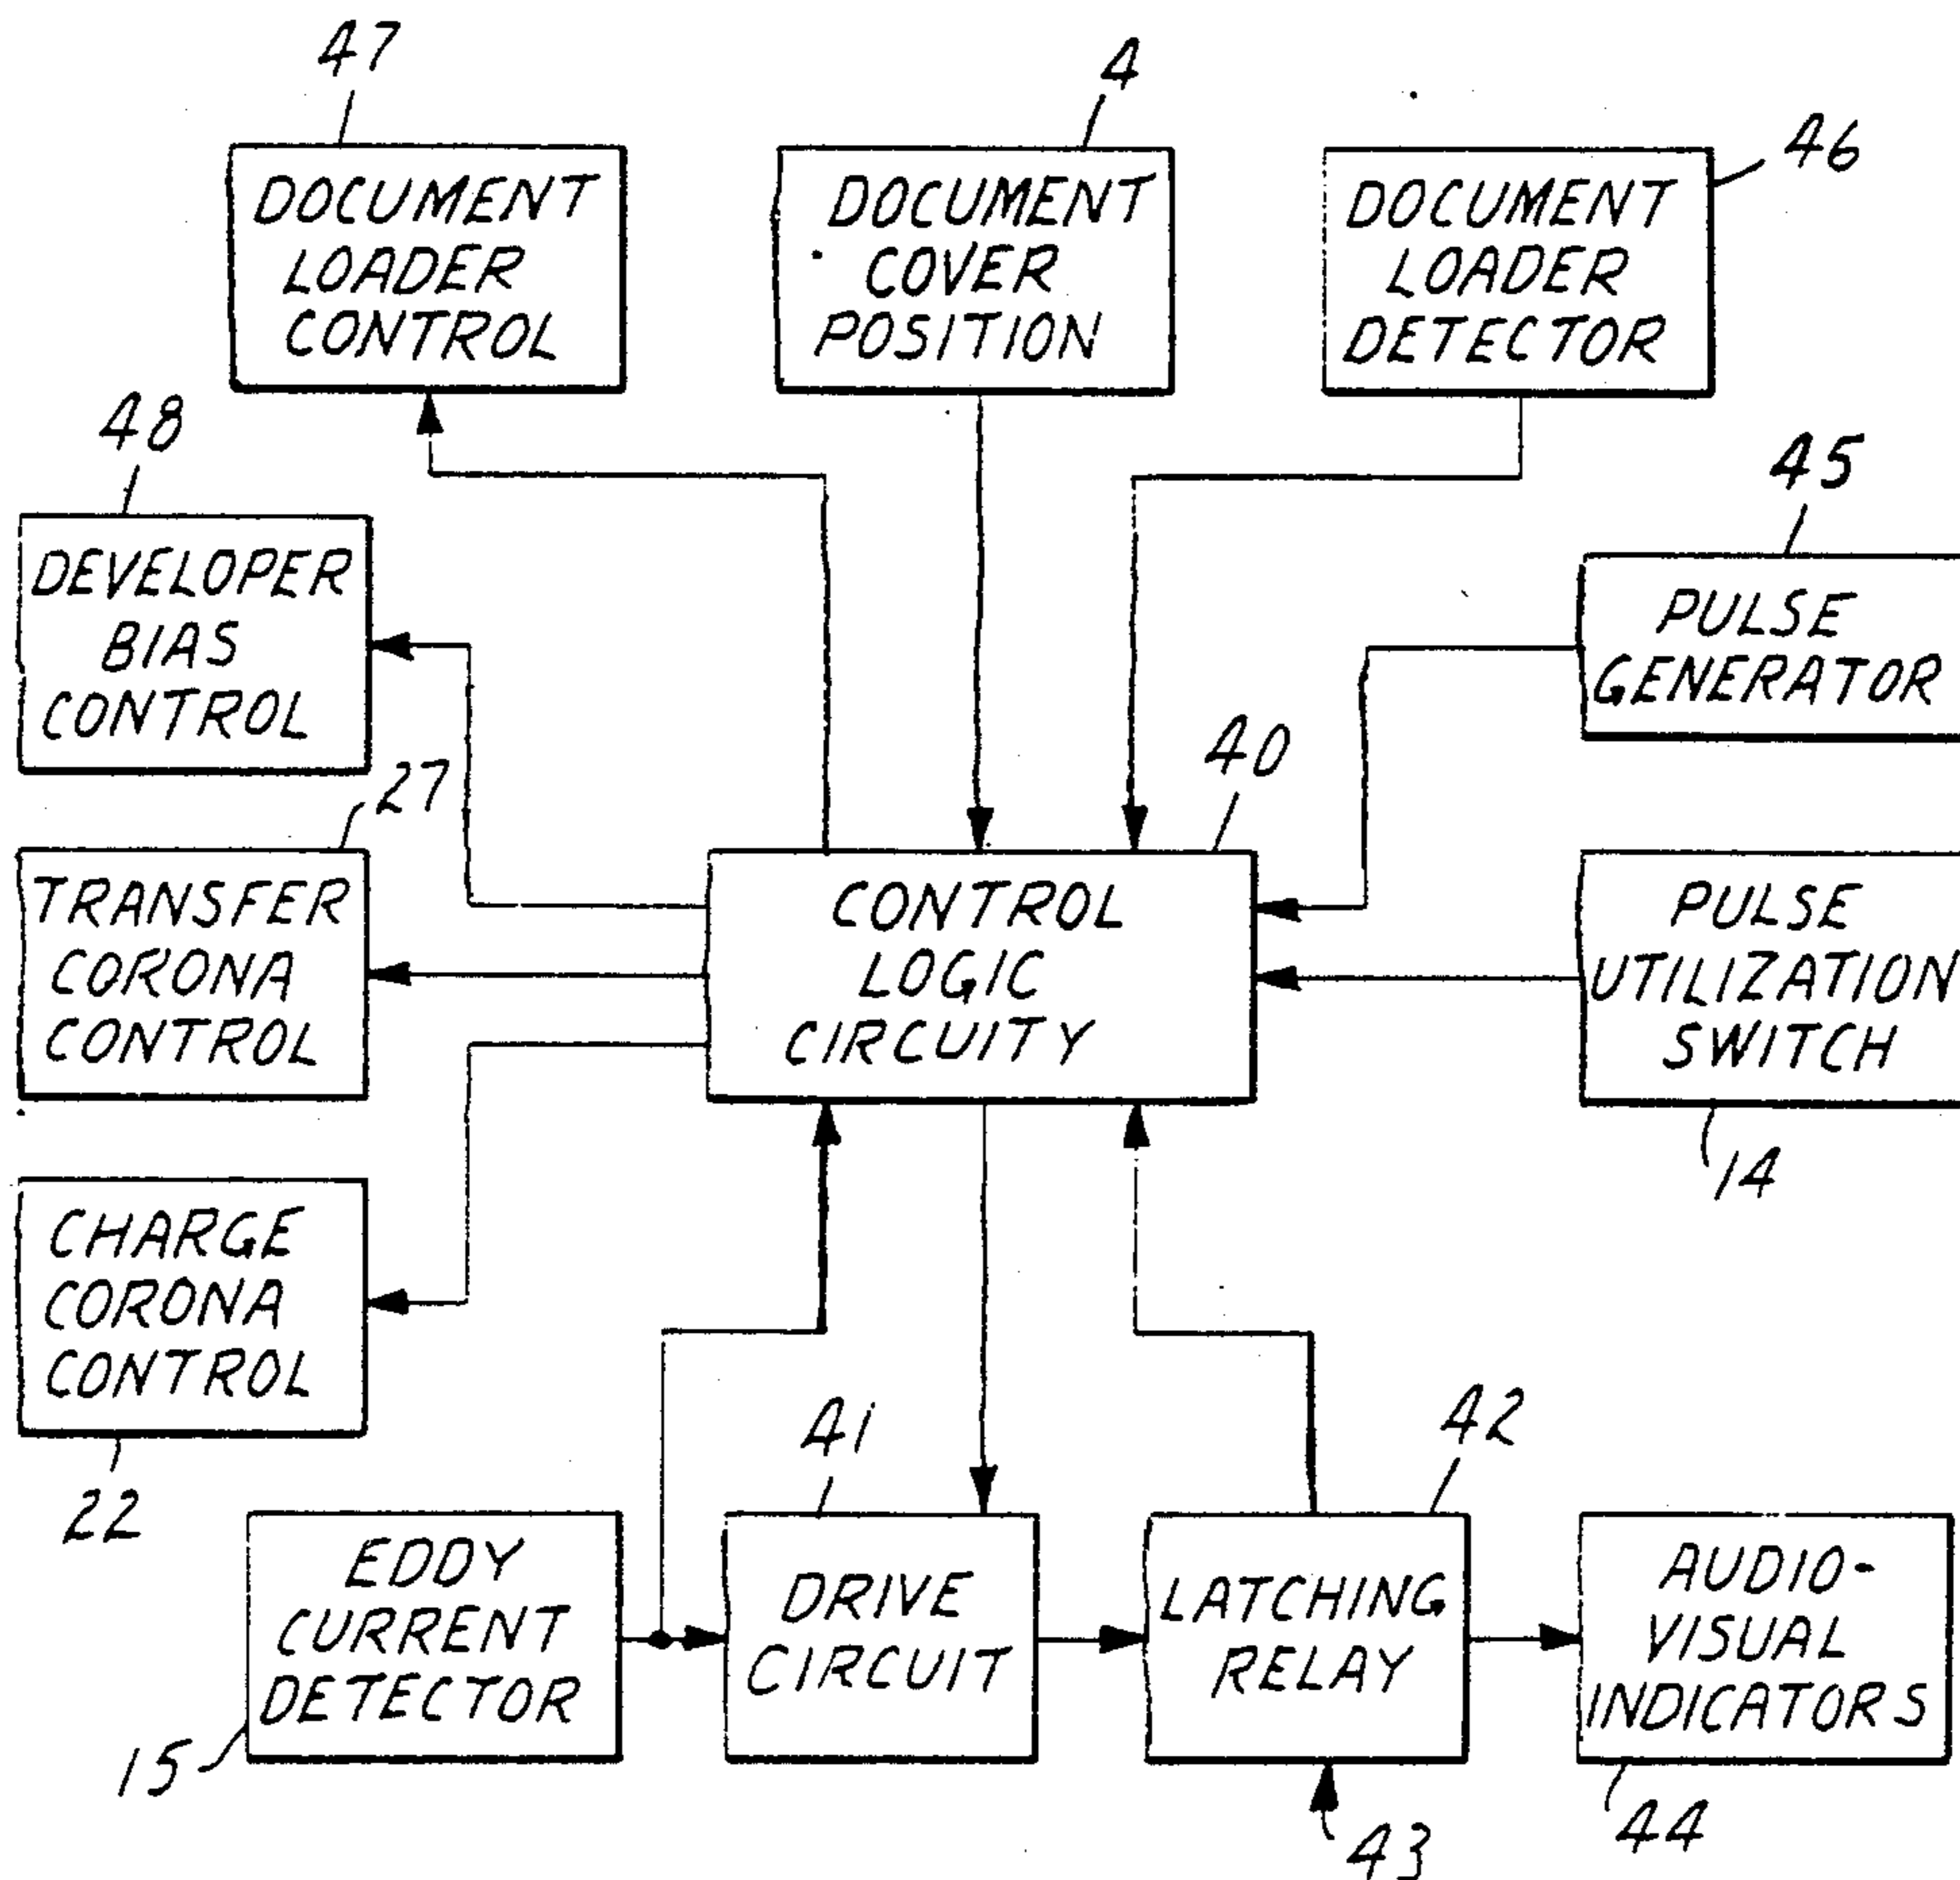 47
4
46
DOCUMENT
LOADER
CONTROL
DOCUMENT
COVER
POSITION
DOCUMENT
LOADER
DETECTOR
48
45
DEVELOPER
BIAS
CONTROL
PULSE
GENERATOR
27
40
TRANSFER
CORONA
CONTROL
CONTROL
LOGIC
CIRCUITY
PULSE
UTILIZATION
SWITCH
14
CHARGE
CORONA
CONTROL
22
41
42
EDDY
CURRENT
DETECTOR
DRIVE
CIRCUIT
LATCHING
RELAY
AUDIO-
VISUAL
INDICATORS
15
43
44